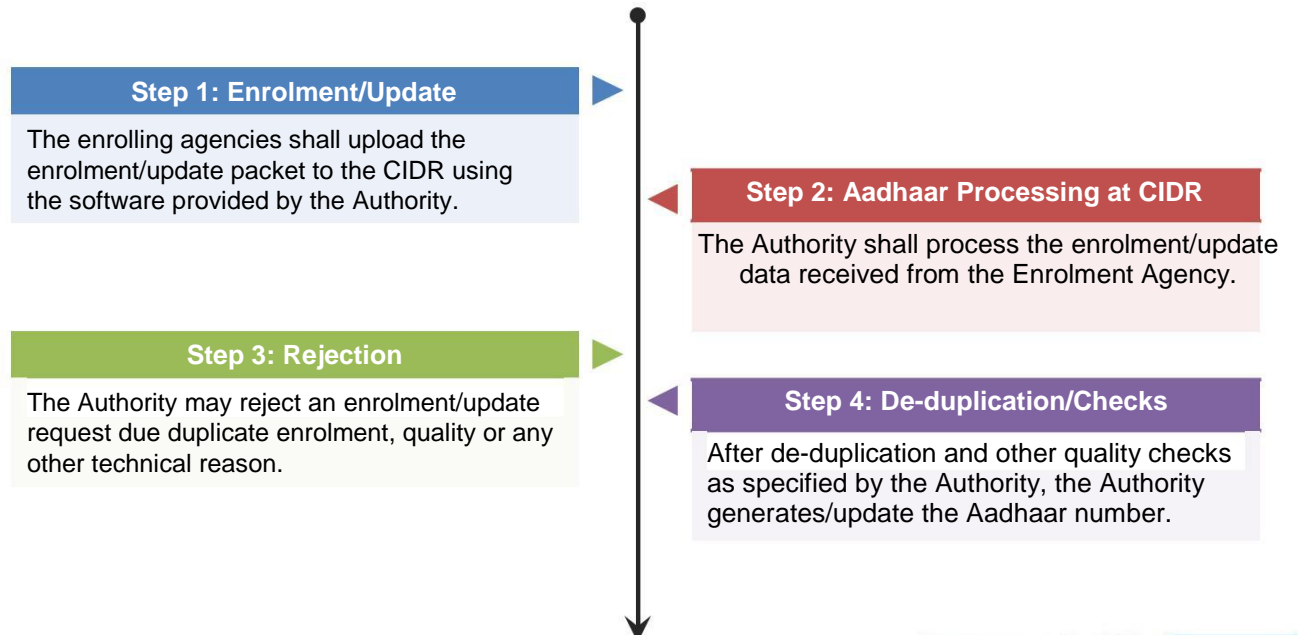 Step 1: Enrolment/Update
The enrolling agencies shall upload the
enrolment/update packet to the CIDR using
the software provided by the Authority.
Step 2: Aadhaar Processing at CIDR
The Authority shall process the enrolment/update
data received from the Enrolment Agency.
Step 3: Rejection
The Authority may reject an enrolment/update
request due duplicate enrolment, quality or any
other technical reason.
Step 4: De-duplication/Checks
After de-duplication and other quality checks
as specified by the Authority, the Authority
generates/update the Aadhaar number.